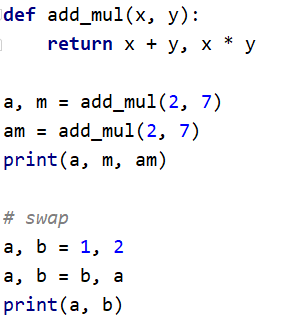 def add_mul(x, y):
    return x + y, x * y

a, m = add_mul(2, 7)
am = add_mul(2, 7)
print(a, m, am)

# swap
a, b = 1, 2
a, b = b, a
print(a, b)